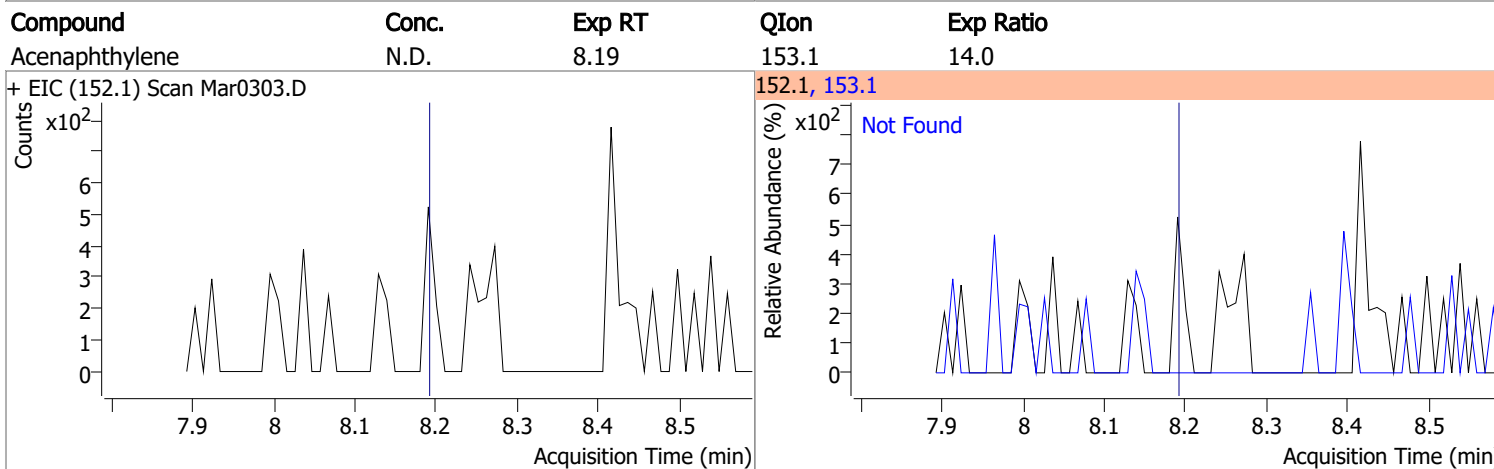 Compound Conc. Exp RT QIon Exp Ratio
Acenaphthylene N.D. 8.19 153.1 14.0
+ EIC (152.1) Scan Mar0303.D
Counts
x10²
6
5
4
3
2
1
0
7.9 8 8.1 8.2 8.3 8.4 8.5
Acquisition Time (min)
152.1, 153.1
Relative Abundance (%)
x10²
Not Found
7
6
5
4
3
2
1
0
7.9 8 8.1 8.2 8.3 8.4 8.5
Acquisition Time (min